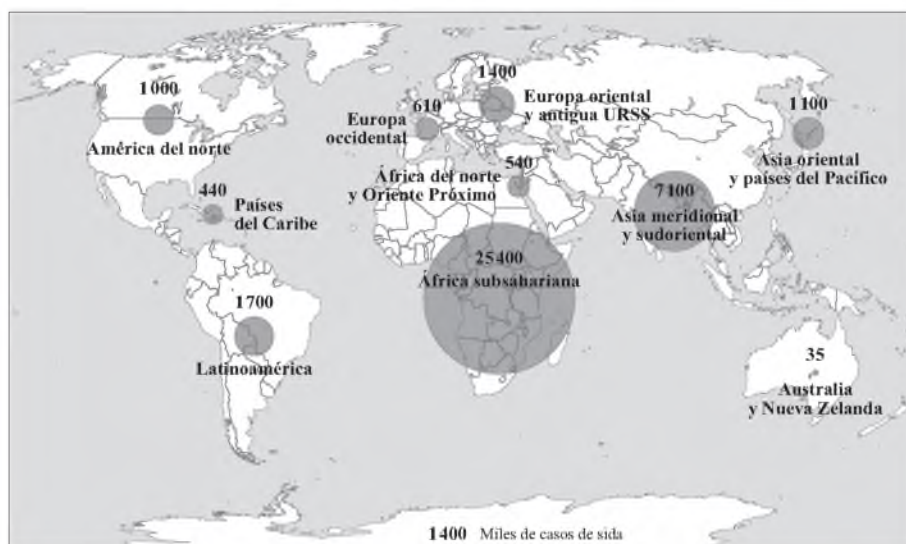 1 000
América del norte
440
Países
del Caribe
1 700
Latinoamérica
610
Europa
occidental
1 400
Europa oriental
y antigua URSS
540
África del norte
y Oriente Próximo
25 400
África subsahariana
7 100
Asia meridional
y sudoriental
1 100
Asia oriental
y países del Pacífico
35
Australia
y Nueva Zelanda
1 400 Miles de casos de sida